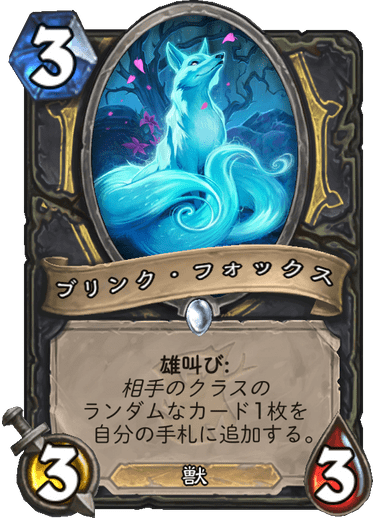 3
ブリンク・フォックス
雄叫び:
相手のクラスの
ランダムなカード1枚を
自分の手札に追加する。
3
獣
3